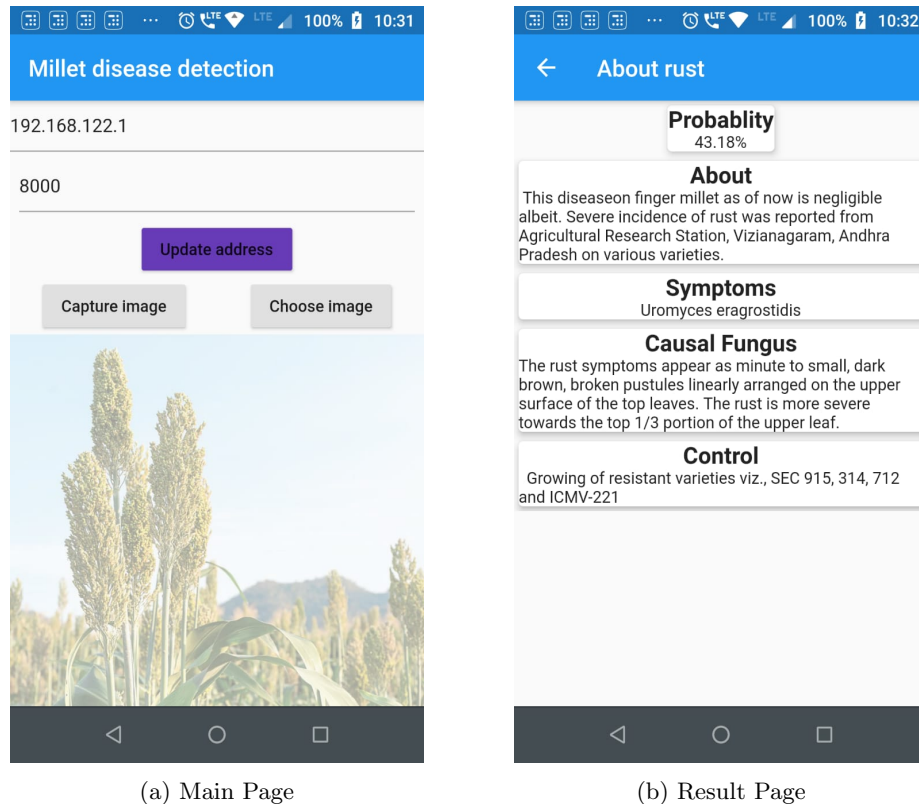 LTE LTE 100% 10:31
Millet disease detection
192.168.122.1
8000
Update address
Capture image Choose image
(a) Main Page
LTE LTE 100% 10:32
About rust
Probablity
43.18%
About
This diseaseon finger millet as of now is negligible
albeit. Severe incidence of rust was reported from
Agricultural Research Station, Vizianagaram, Andhra
Pradesh on various varieties.
Symptoms
Uromyces eragrostidis
Causal Fungus
The rust symptoms appear as minute to small, dark
brown, broken pustules linearly arranged on the upper
surface of the top leaves. The rust is more severe
towards the top 1/3 portion of the upper leaf.
Control
Growing of resistant varieties viz., SEC 915, 314, 712
and ICMV-221
(b) Result Page